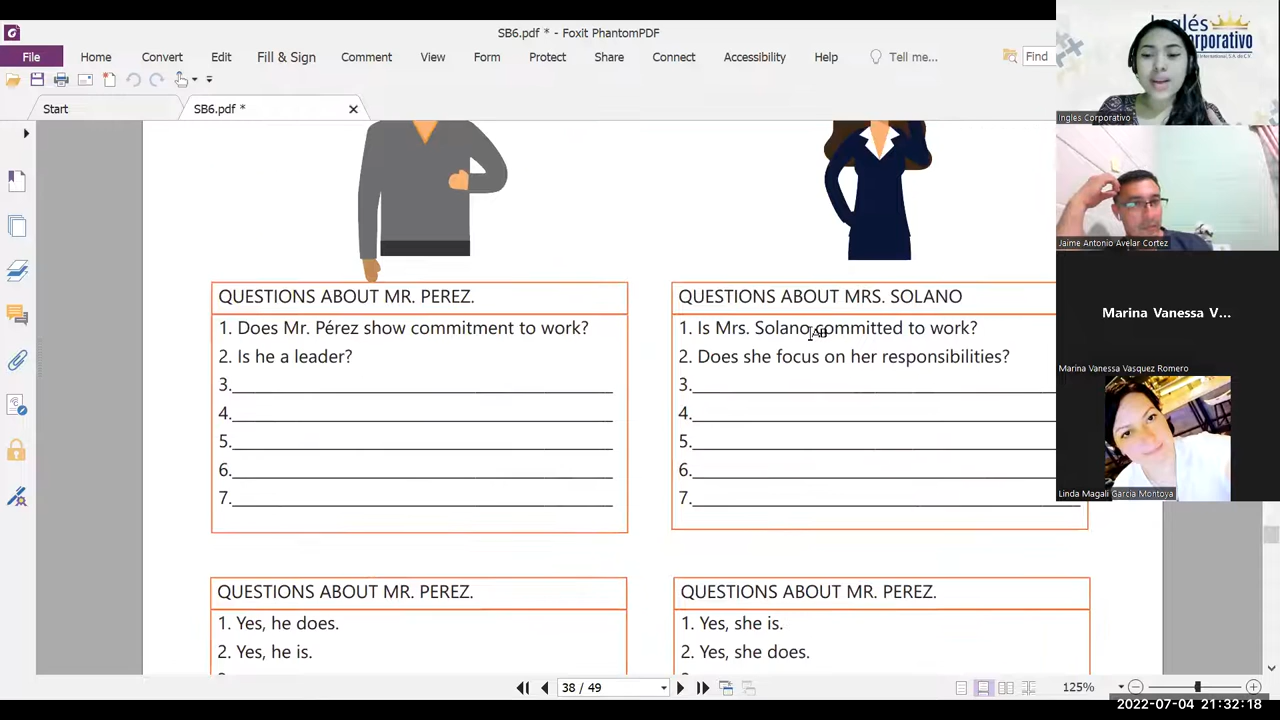 SB6.pdf * - Foxit PhantomPDF
File Home Convert Edit Fill & Sign Comment View Form Protect Share Connect Accessibility Help Tell me... Find
Start SB6.pdf *
QUESTIONS ABOUT MR. PEREZ.
1. Does Mr. Pérez show commitment to work?
2. Is he a leader?
3.
4.
5.
6.
7.
QUESTIONS ABOUT MRS. SOLANO
1. Is Mrs. Solano committed to work?
2. Does she focus on her responsibilities?
3.
4.
5.
6.
7.
QUESTIONS ABOUT MR. PEREZ.
1. Yes, he does.
2. Yes, he is.
QUESTIONS ABOUT MR. PEREZ.
1. Yes, she is.
2. Yes, she does.
Inglés
Corporativo
Ingles Corporativo
Jaime Antonio Avelar Cortez
Marina Vanessa V...
Marina Vanessa Vasquez Romero
Linda Magali García Montoya
38 / 49
125%
2022-07-04 21:32:18